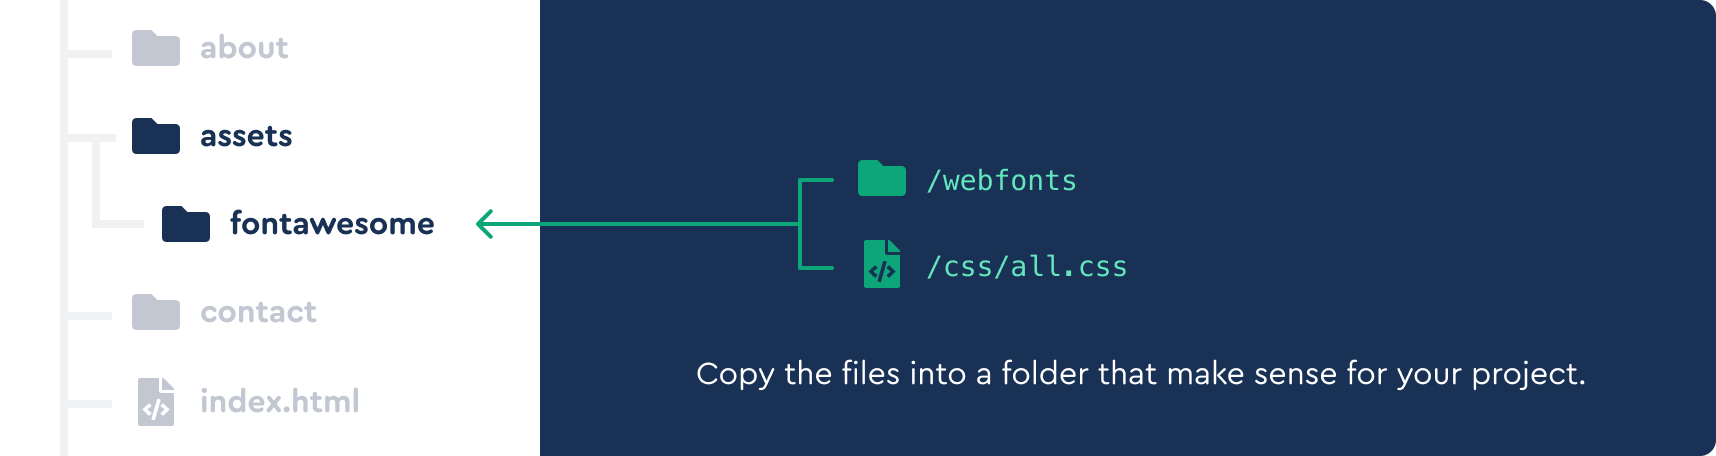 about
assets
fontawesome
contact
index.html
/webfonts
/css/all.css
Copy the files into a folder that make sense for your project.